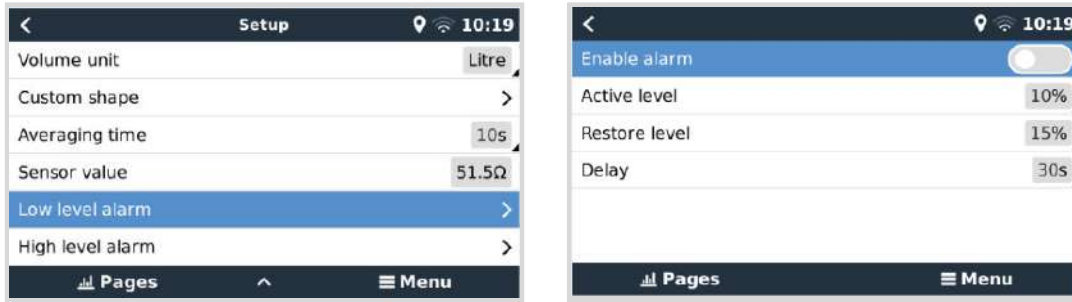 Setup 10:19
Volume unit Litre
Custom shape
Averaging time 10s
Sensor value 51.5Ω
Low level alarm
High level alarm
Pages Menu
10:19
Enable alarm
Active level 10%
Restore level 15%
Delay 30s
Pages Menu